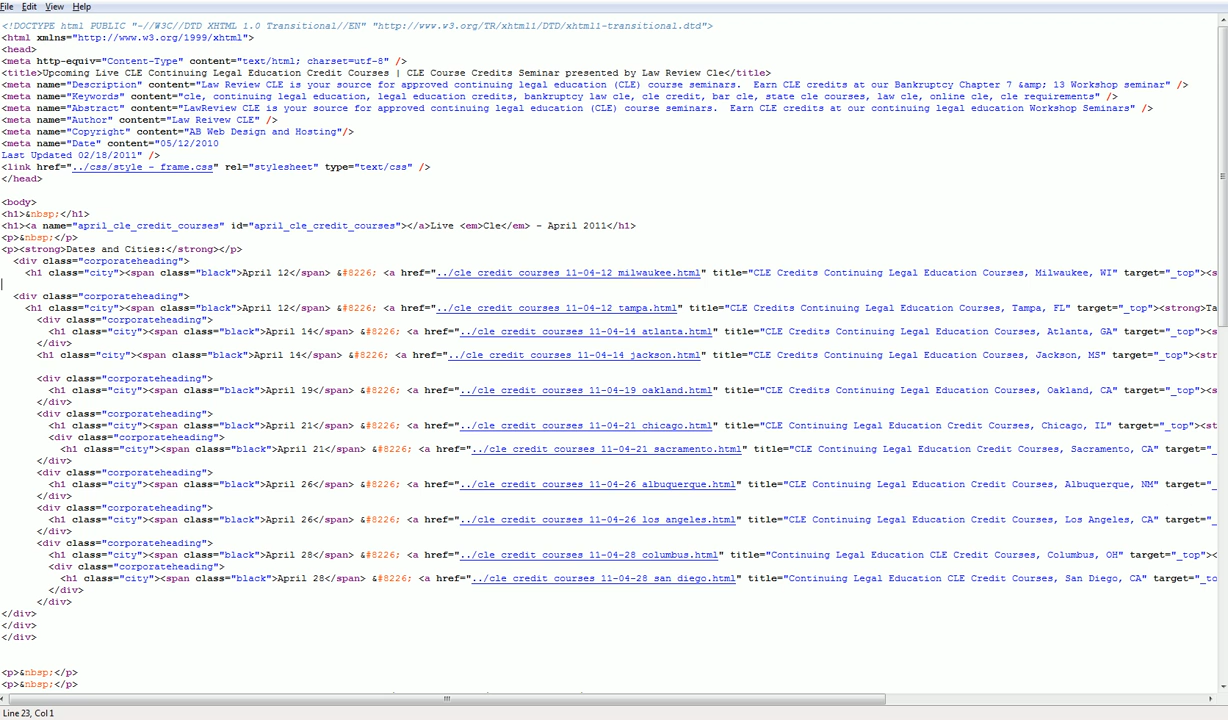 File Edit View Help
<!DOCTYPE html PUBLIC "-//W3C//DTD XHTML 1.0 Transitional//EN" "http://www.w3.org/TR/xhtml1/DTD/xhtml1-transitional.dtd">
<html xmlns="http://www.w3.org/1999/xhtml">
<head>
<meta http-equiv="Content-Type" content="text/html; charset=utf-8" />
<title>Upcoming Live CLE Continuing Legal Education Credit Courses | CLE Course Credits Seminar presented by Law Review Cle</title>
<meta name="Description" content="Law Review CLE is your source for approved continuing legal education (CLE) course seminars.  Earn CLE credits at our Bankruptcy Chapter 7 &amp; 13 Workshop seminar" />
<meta name="Keywords" content="cle, continuing legal education, legal education credits, bankruptcy law cle, cle credit, bar cle, state cle courses, law cle, online cle, cle requirements" />
<meta name="Abstract" content="LawReview CLE is your source for approved continuing legal education (CLE) course seminars.  Earn CLE credits at our continuing legal education Workshop Seminars" />
<meta name="Author" content="Law Reivew CLE" />
<meta name="Copyright" content="AB Web Design and Hosting"/>
<meta name="Date" content="05/12/2010
Last Updated 02/18/2011" />
<link href="../css/style - frame.css" rel="stylesheet" type="text/css" />
</head>
<body>
<h1>&nbsp;</h1>
<h1><a name="april_cle_credit_courses" id="april_cle_credit_courses"></a>Live <em>Cle</em> - April 2011</h1>
<p>&nbsp;</p>
<p><strong>Dates and Cities:</strong></p>
<div class="corporateheading">
<h1 class="city"><span class="black">April 12</span> &#8226; <a href="../cle credit courses 11-04-12 milwaukee.html" title="CLE Credits Continuing Legal Education Courses, Milwaukee, WI" target="_top"><s
<div class="corporateheading">
<h1 class="city"><span class="black">April 12</span> &#8226; <a href="../cle credit courses 11-04-12 tampa.html" title="CLE Credits Continuing Legal Education Courses, Tampa, FL" target="_top"><strong>Ta
<div class="corporateheading">
<h1 class="city"><span class="black">April 14</span> &#8226; <a href="../cle credit courses 11-04-14 atlanta.html" title="CLE Credits Continuing Legal Education Courses, Atlanta, GA" target="_top"><s
</div>
<h1 class="city"><span class="black">April 14</span> &#8226; <a href="../cle credit courses 11-04-14 jackson.html" title="CLE Credits Continuing Legal Education Courses, Jackson, MS" target="_top"><str
<div class="corporateheading">
<h1 class="city"><span class="black">April 19</span> &#8226; <a href="../cle credit courses 11-04-19 oakland.html" title="CLE Credits Continuing Legal Education Courses, Oakland, CA" target="_top"><s
</div>
<div class="corporateheading">
<h1 class="city"><span class="black">April 21</span> &#8226; <a href="../cle credit courses 11-04-21 chicago.html" title="CLE Credits Continuing Legal Education Courses, Chicago, IL" target="_top"><st
<div class="corporateheading">
<h1 class="city"><span class="black">April 21</span> &#8226; <a href="../cle credit courses 11-04-21 sacramento.html" title="CLE Continuing Legal Education Credit Courses, Sacramento, CA" target="_
</div>
<div class="corporateheading">
<h1 class="city"><span class="black">April 26</span> &#8226; <a href="../cle credit courses 11-04-26 albuquerque.html" title="CLE Continuing Legal Education Credit Courses, Albuquerque, NM" target="_
</div>
<div class="corporateheading">
<h1 class="city"><span class="black">April 26</span> &#8226; <a href="../cle credit courses 11-04-26 los angeles.html" title="CLE Continuing Legal Education Credit Courses, Los Angeles, CA" target="_
</div>
<div class="corporateheading">
<h1 class="city"><span class="black">April 28</span> &#8226; <a href="../cle credit courses 11-04-28 columbus.html" title="Continuing Legal Education CLE Credit Courses, Columbus, OH" target="_top"><
<div class="corporateheading">
<h1 class="city"><span class="black">April 28</span> &#8226; <a href="../cle credit courses 11-04-28 san diego.html" title="Continuing Legal Education CLE Credit Courses, San Diego, CA" target="_to
</div>
</div>
</div>
</div>
</div>
<p>&nbsp;</p>
<p>&nbsp;</p>
Line 23, Col 1